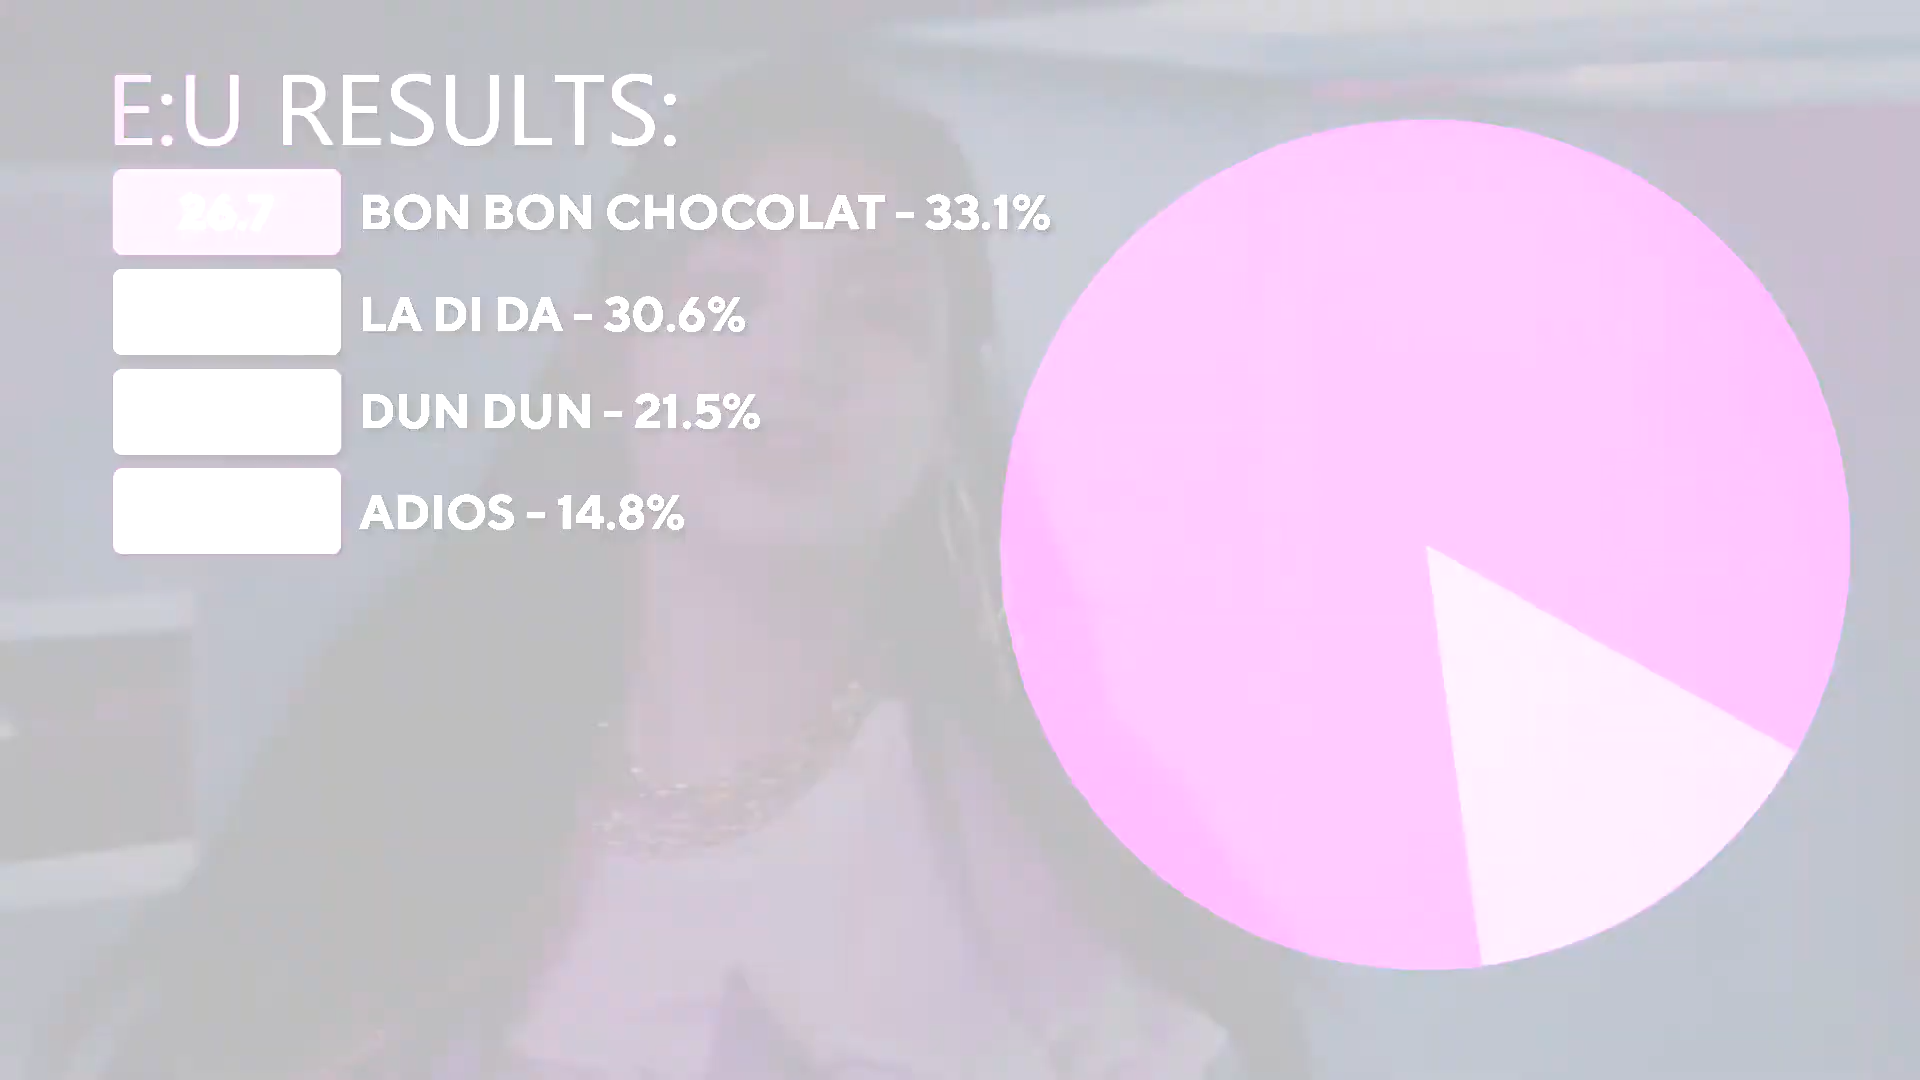 E:U RESULTS:
26.7
BON BON CHOCOLAT - 33.1%
LA DI DA - 30.6%
DUN DUN - 21.5%
ADIOS - 14.8%